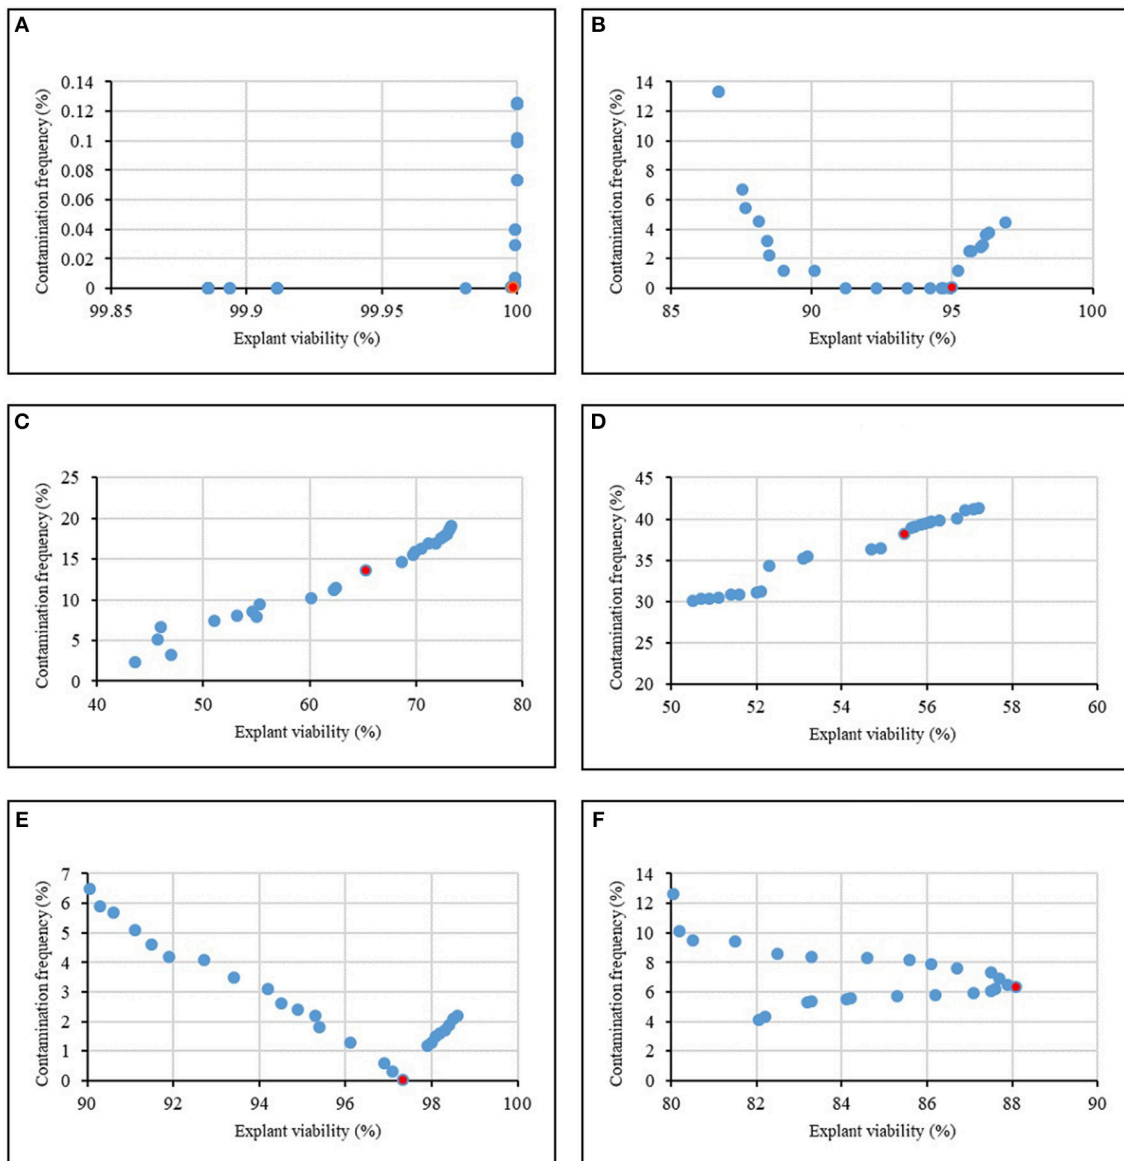 A
Contamination frequency (%)
0.14
0.12
0.1
0.08
0.06
0.04
0.02
0
99.85 99.9 99.95 100
Explant viability (%)
B
Contamination frequency (%)
14
12
10
8
6
4
2
0
85 90 95 100
Explant viability (%)
C
Contamination frequency (%)
25
20
15
10
5
0
40 50 60 70 80
Explant viability (%)
D
Contamination frequency (%)
45
40
35
30
25
20
50 52 54 56 58 60
Explant viability (%)
E
Contamination frequency (%)
7
6
5
4
3
2
1
0
90 92 94 96 98 100
Explant viability (%)
F
Contamination frequency (%)
14
12
10
8
6
4
2
0
80 82 84 86 88 90
Explant viability (%)